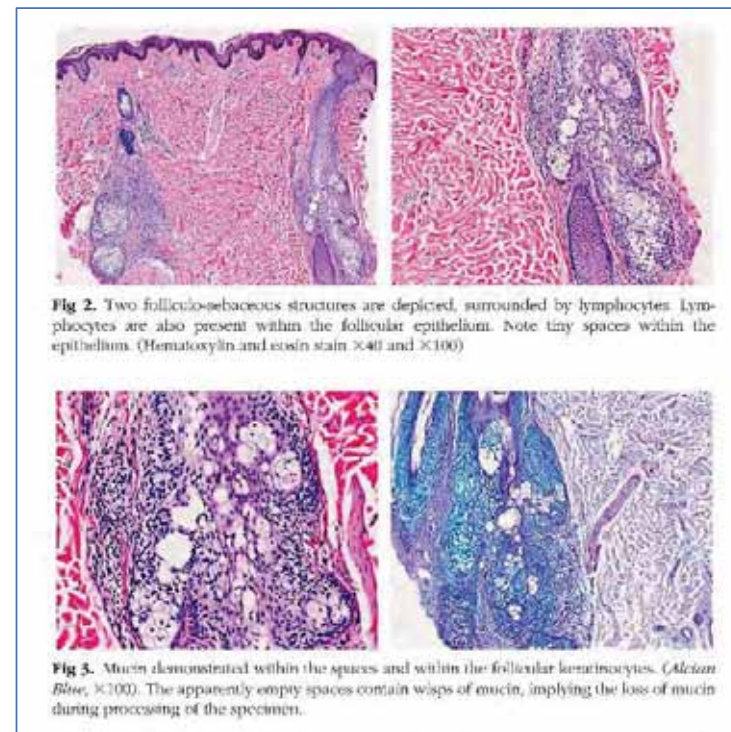 Fig 2. Two folliculo-sebaceous structures are depicted, surrounded by lymphocytes. Lym-
phocytes are also present within the follicular epithelium. Note tiny spaces within the
epithelium. (Hematoxylin and eosin stain ×40 and ×100)
Fig 3. Mucin demonstrated within the spaces and within the follicular keratinocytes. (Alcian
Blue, ×100). The apparently empty spaces contain wisps of mucin, implying the loss of mucin
during processing of the specimen.